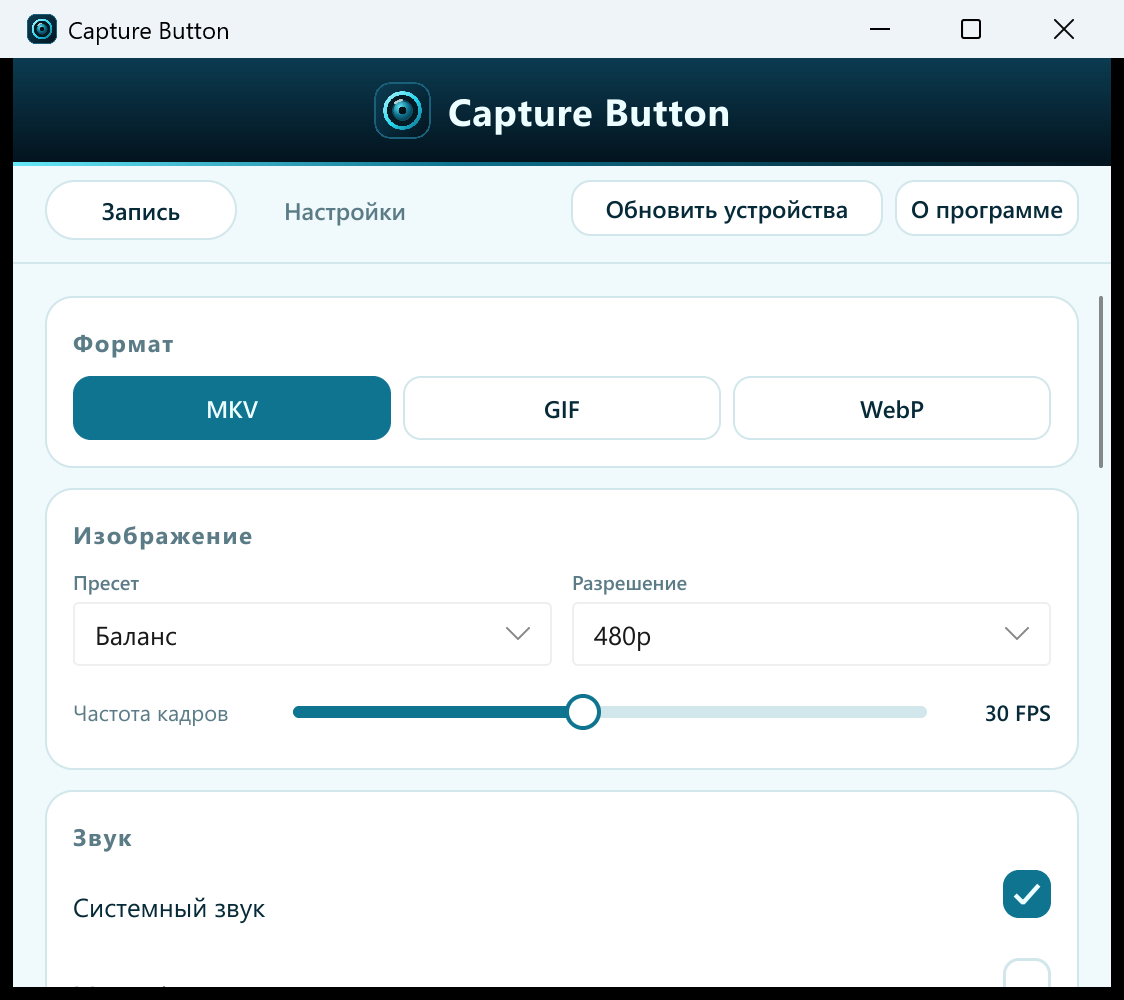 Capture Button
Capture Button
Запись
Настройки
Обновить устройства
О программе
Формат
MKV
GIF
WebP
Изображение
Пресет
Разрешение
Баланс
480p
Частота кадров
30 FPS
Звук
Системный звук